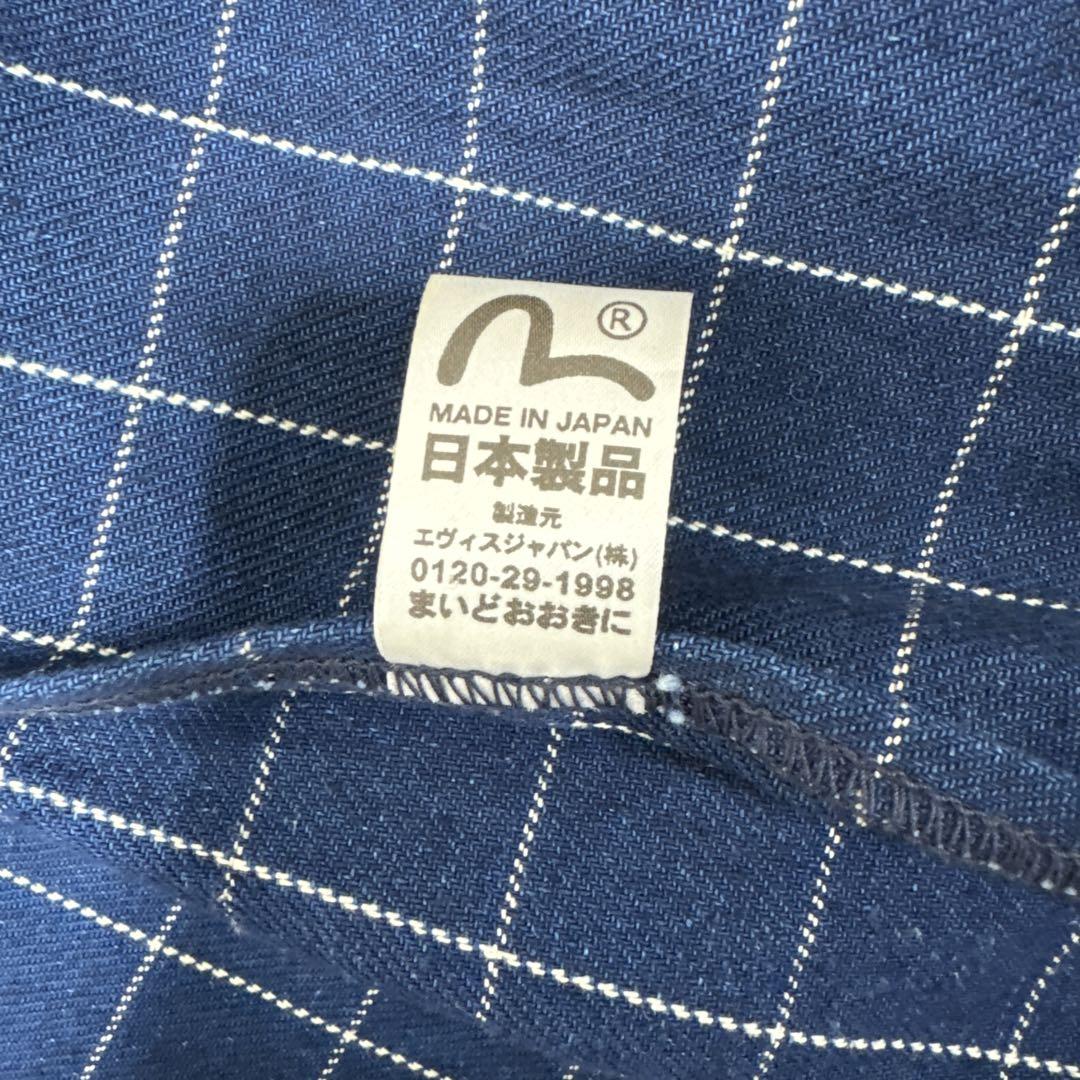 ®
MADE IN JAPAN
日本製品
製造元
エヴィスジャパン(株)
0120-29-1998
まいどおおきに